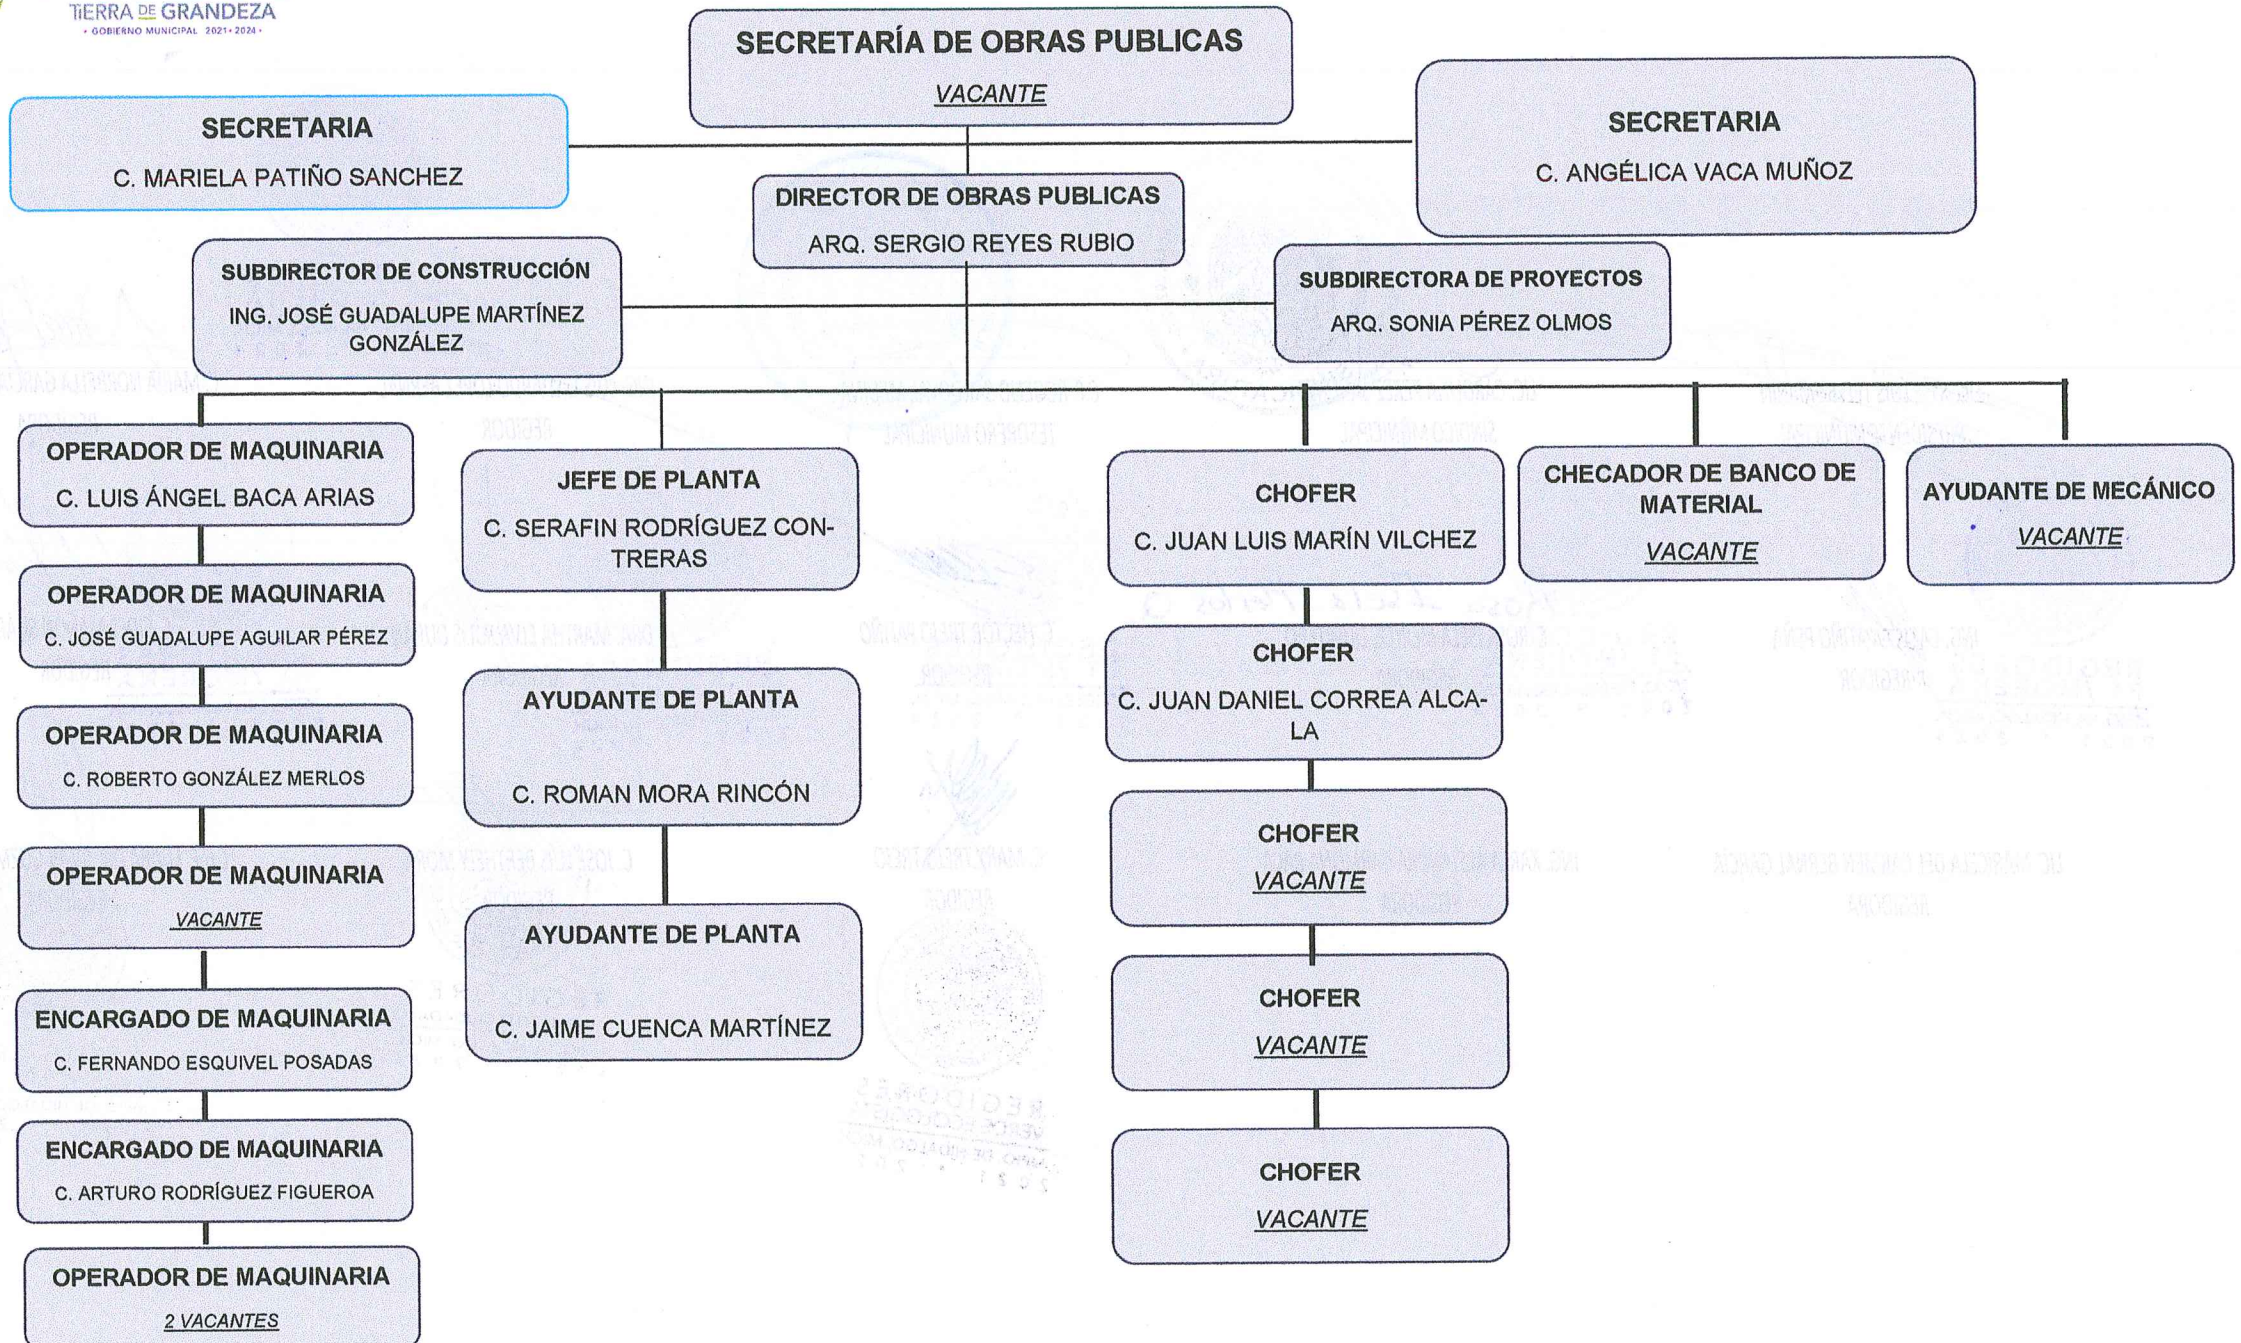 TIERRA DE GRANDEZA
• GOBIERNO MUNICIPAL 2021•2024•
SECRETARÍA DE OBRAS PUBLICAS
VACANTE
SECRETARIA
C. MARIELA PATIÑO SANCHEZ
SECRETARIA
C. ANGÉLICA VACA MUÑOZ
DIRECTOR DE OBRAS PUBLICAS
ARQ. SERGIO REYES RUBIO
SUBDIRECTOR DE CONSTRUCCIÓN
ING. JOSÉ GUADALUPE MARTÍNEZ
GONZÁLEZ
SUBDIRECTORA DE PROYECTOS
ARQ. SONIA PÉREZ OLMOS
OPERADOR DE MAQUINARIA
C. LUIS ÁNGEL BACA ARIAS
OPERADOR DE MAQUINARIA
C. JOSÉ GUADALUPE AGUILAR PÉREZ
OPERADOR DE MAQUINARIA
C. ROBERTO GONZÁLEZ MERLOS
OPERADOR DE MAQUINARIA
VACANTE
ENCARGADO DE MAQUINARIA
C. FERNANDO ESQUIVEL POSADAS
ENCARGADO DE MAQUINARIA
C. ARTURO RODRÍGUEZ FIGUEROA
OPERADOR DE MAQUINARIA
2 VACANTES
JEFE DE PLANTA
C. SERAFIN RODRÍGUEZ CON-
TRERAS
AYUDANTE DE PLANTA
C. ROMAN MORA RINCÓN
AYUDANTE DE PLANTA
C. JAIME CUENCA MARTÍNEZ
CHOFER
C. JUAN LUIS MARÍN VILCHEZ
CHOFER
C. JUAN DANIEL CORREA ALCA-
LA
CHOFER
VACANTE
CHOFER
VACANTE
CHOFER
VACANTE
CHECADOR DE BANCO DE
MATERIAL
VACANTE
AYUDANTE DE MECÁNICO
VACANTE